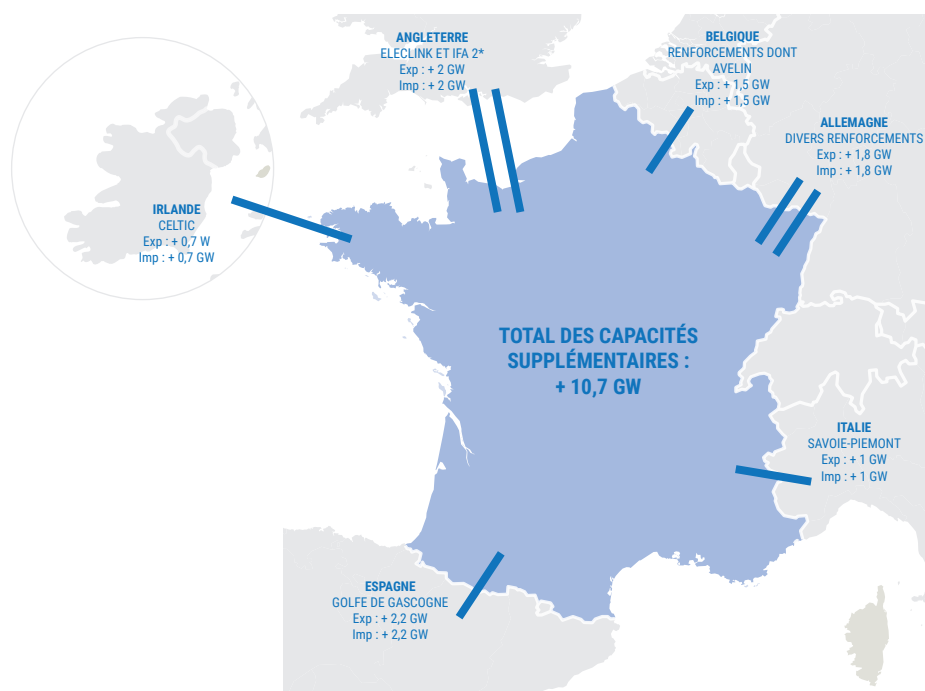 ANGLETERRE
ELECLINK ET IFA 2*
Exp : + 2 GW
Imp : + 2 GW
BELGIQUE
RENFORCEMENTS DONT
AVELIN
Exp : + 1,5 GW
Imp : + 1,5 GW
ALLEMAGNE
DIVERS RENFORCEMENTS
Exp : + 1,8 GW
Imp : + 1,8 GW
IRLANDE
CELTIC
Exp : + 0,7 W
Imp : + 0,7 GW
TOTAL DES CAPACITÉS
SUPPLÉMENTAIRES :
+ 10,7 GW
ITALIE
SAVOIE-PIEMONT
Exp : + 1 GW
Imp : + 1 GW
ESPAGNE
GOLFE DE GASCOGNE
Exp : + 2,2 GW
Imp : + 2,2 GW